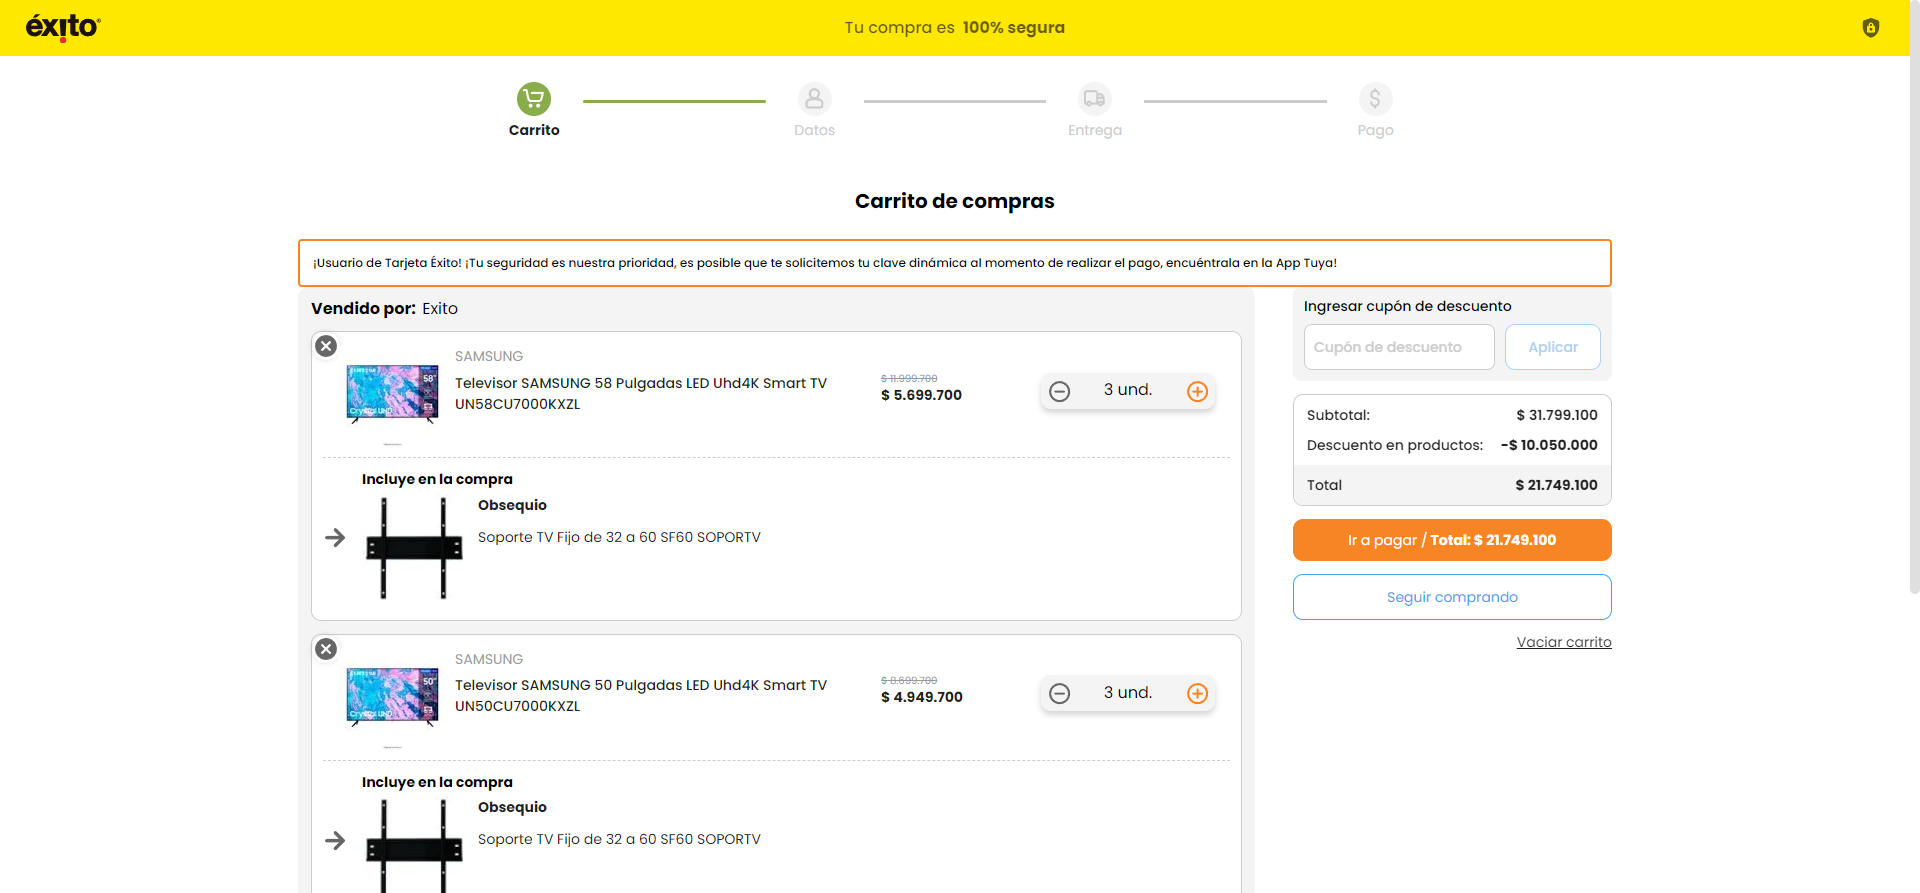 éxito
Tu compra es 100% segura
Carrito
Datos
Entrega
Pago
Carrito de compras
¡Usuario de Tarjeta Éxito! ¡Tu seguridad es nuestra prioridad, es posible que te solicitemos tu clave dinámica al momento de realizar el pago, encuéntrala en la App Tuya!
Vendido por: Exito
SAMSUNG
Televisor SAMSUNG 58 Pulgadas LED Uhd4K Smart TV
UN58CU7000KXZL
58"
Crystal UHD
$ 11.999.700
$ 5.699.700
3 und.
Incluye en la compra
Obsequio
Soporte TV Fijo de 32 a 60 SF60 SOPORTV
SAMSUNG
Televisor SAMSUNG 50 Pulgadas LED Uhd4K Smart TV
UN50CU7000KXZL
50"
Crystal UHD
$ 8.699.700
$ 4.949.700
3 und.
Incluye en la compra
Obsequio
Soporte TV Fijo de 32 a 60 SF60 SOPORTV
Ingresar cupón de descuento
Cupón de descuento
Aplicar
Subtotal: $ 31.799.100
Descuento en productos: -$ 10.050.000
Total $ 21.749.100
Ir a pagar / Total: $ 21.749.100
Seguir comprando
Vaciar carrito